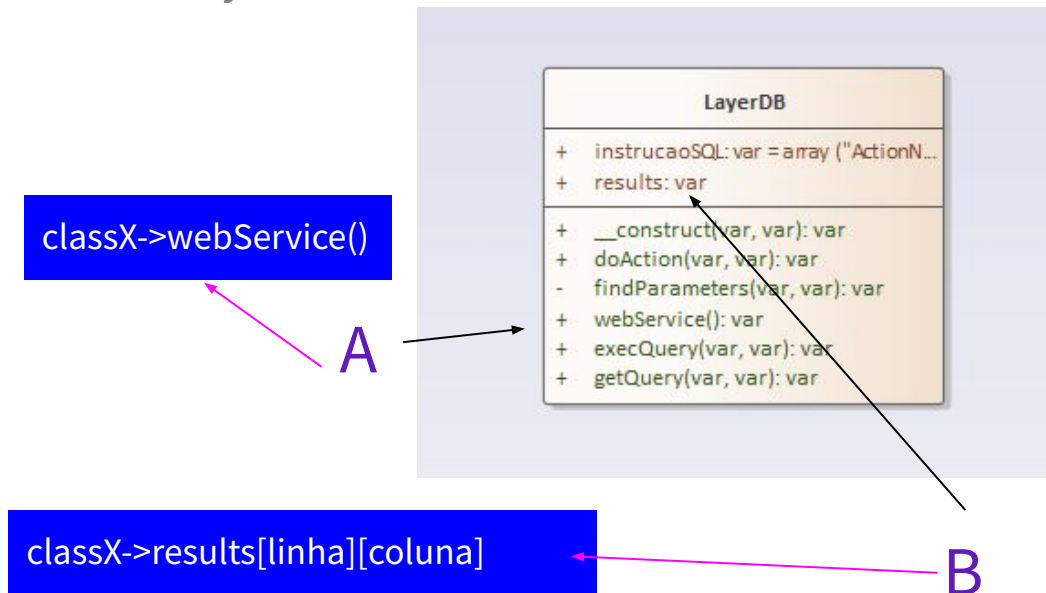 LayerDB
+ instrucaoSQL: var = array ("ActionN...
+ results: var
+ __construct(var, var): var
+ doAction(var, var): var
- findParameters(var, var): var
+ webService(): var
+ execQuery(var, var): var
+ getQuery(var, var): var
classX->webService()
A
classX->results[linha][coluna]
B